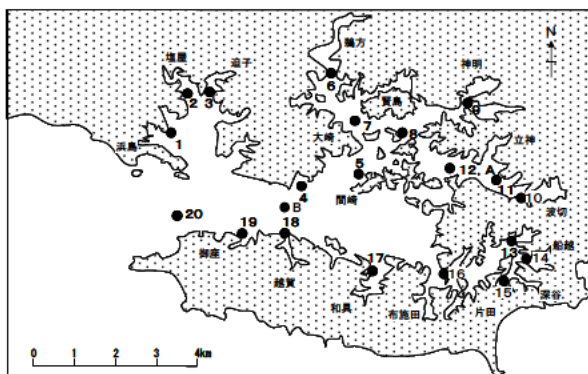 鵜方
N
塩屋
迫子
神明
6
賢島
2
3
9
大崎
7
8
立神
1
浜島
12
A
5
間崎
11
10
4
波切
B
20
19
18
13
船越
御座
14
17
越賀
16
15
深谷
和具
布施田
片田
0
1
2
4km